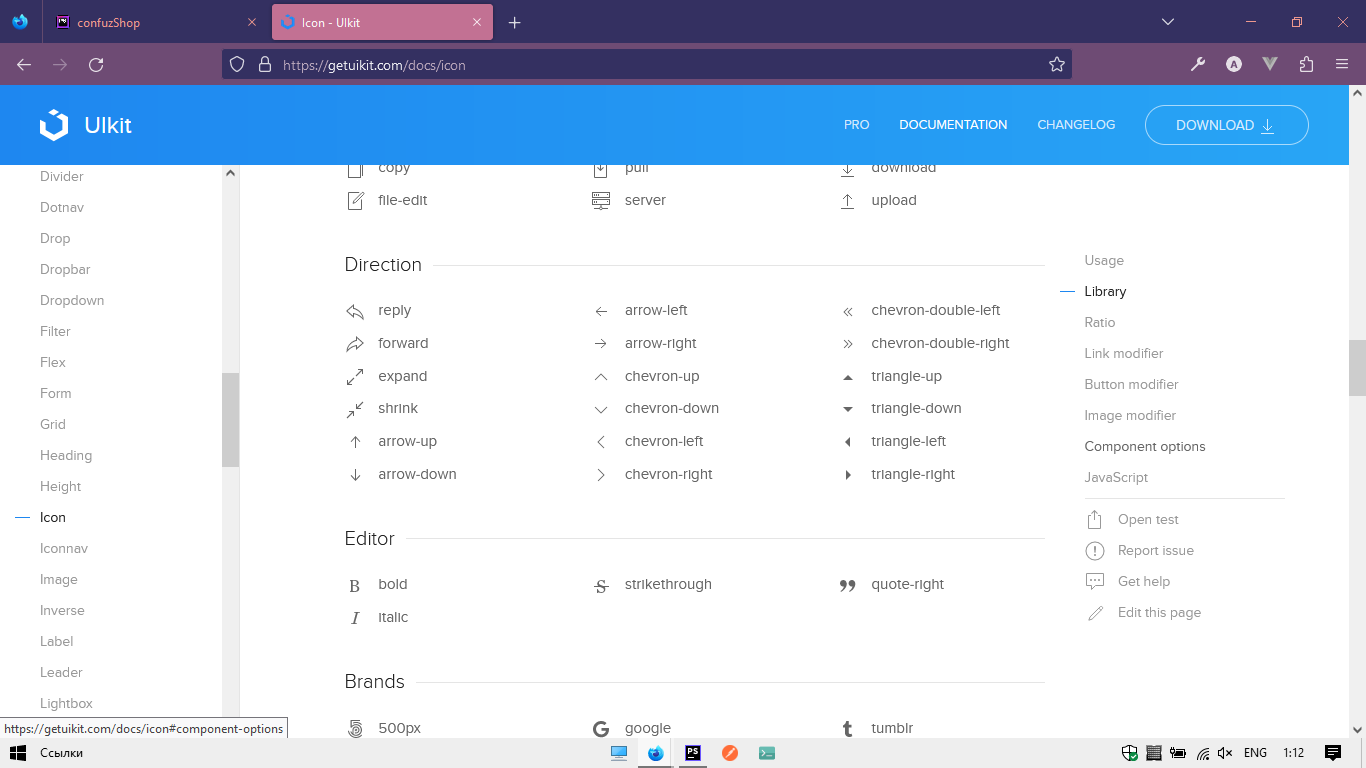 confuzShop
Icon - UIkit
https://getuikit.com/docs/icon
UIkit
PRO
DOCUMENTATION
CHANGELOG
DOWNLOAD
Divider
Dotnav
Drop
Dropbar
Dropdown
Filter
Flex
Form
Grid
Heading
Height
Icon
Iconnav
Image
Inverse
Label
Leader
Lightbox
copy
pull
download
file-edit
server
upload
Direction
reply
arrow-left
chevron-double-left
forward
arrow-right
chevron-double-right
expand
chevron-up
triangle-up
shrink
chevron-down
triangle-down
arrow-up
chevron-left
triangle-left
arrow-down
chevron-right
triangle-right
Editor
bold
strikethrough
quote-right
italic
Brands
500px
google
tumblr
Usage
Library
Ratio
Link modifier
Button modifier
Image modifier
Component options
JavaScript
Open test
Report issue
Get help
Edit this page
https://getuikit.com/docs/icon#component-options
Ссылки
ENG
1:12